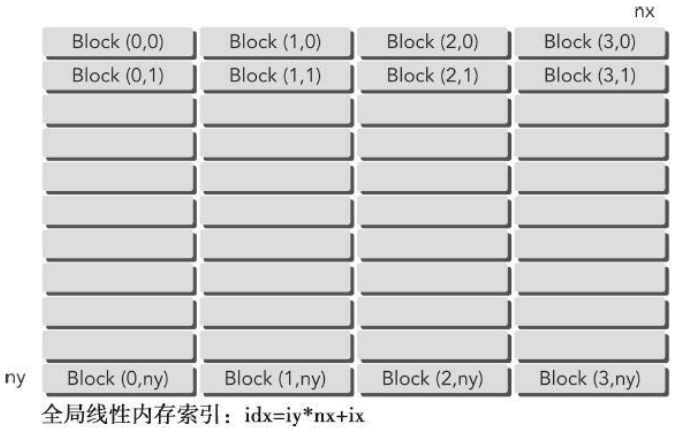 nx
Block (0,0) Block (1,0) Block (2,0) Block (3,0)
Block (0,1) Block (1,1) Block (2,1) Block (3,1)
ny Block (0,ny) Block (1,ny) Block (2,ny) Block (3,ny)
全局线性内存索引：idx=iy*nx+ix